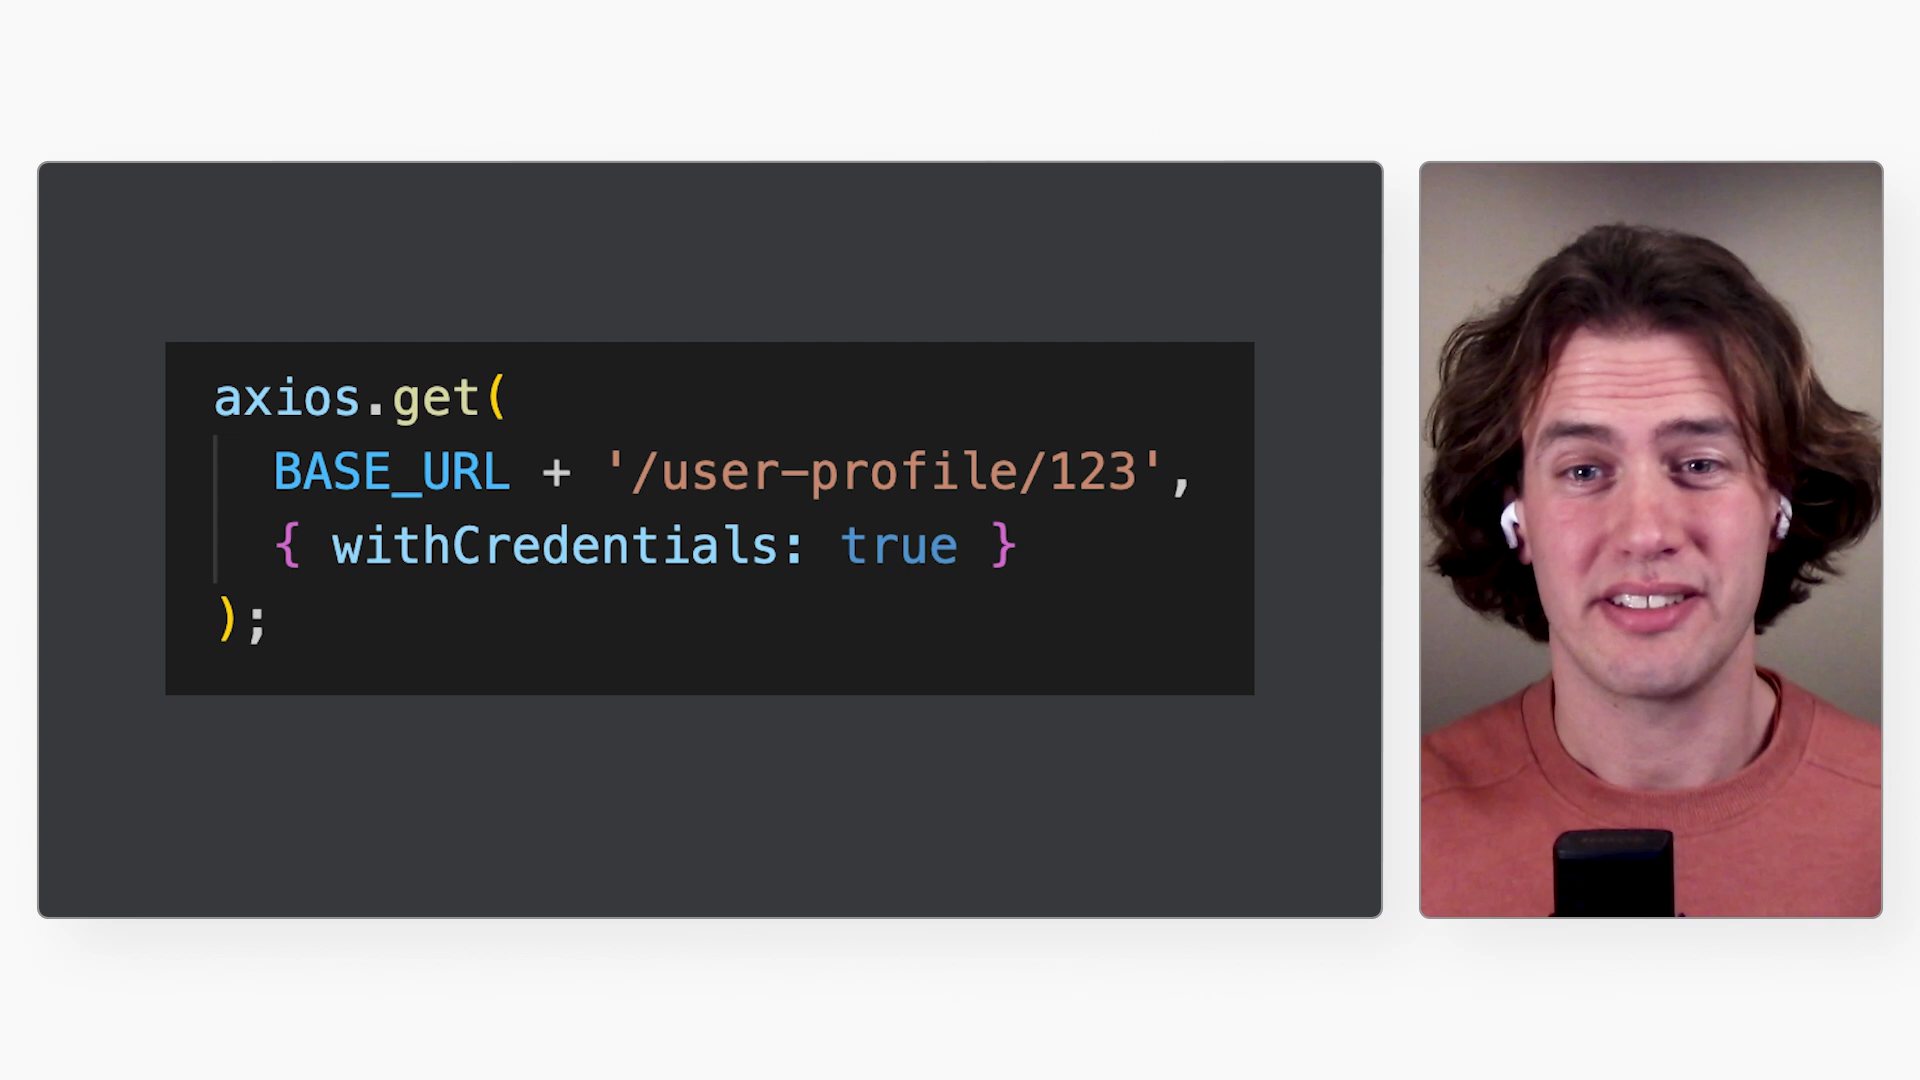 axios.get(
BASE_URL + '/user-profile/123',
{ withCredentials: true }
);